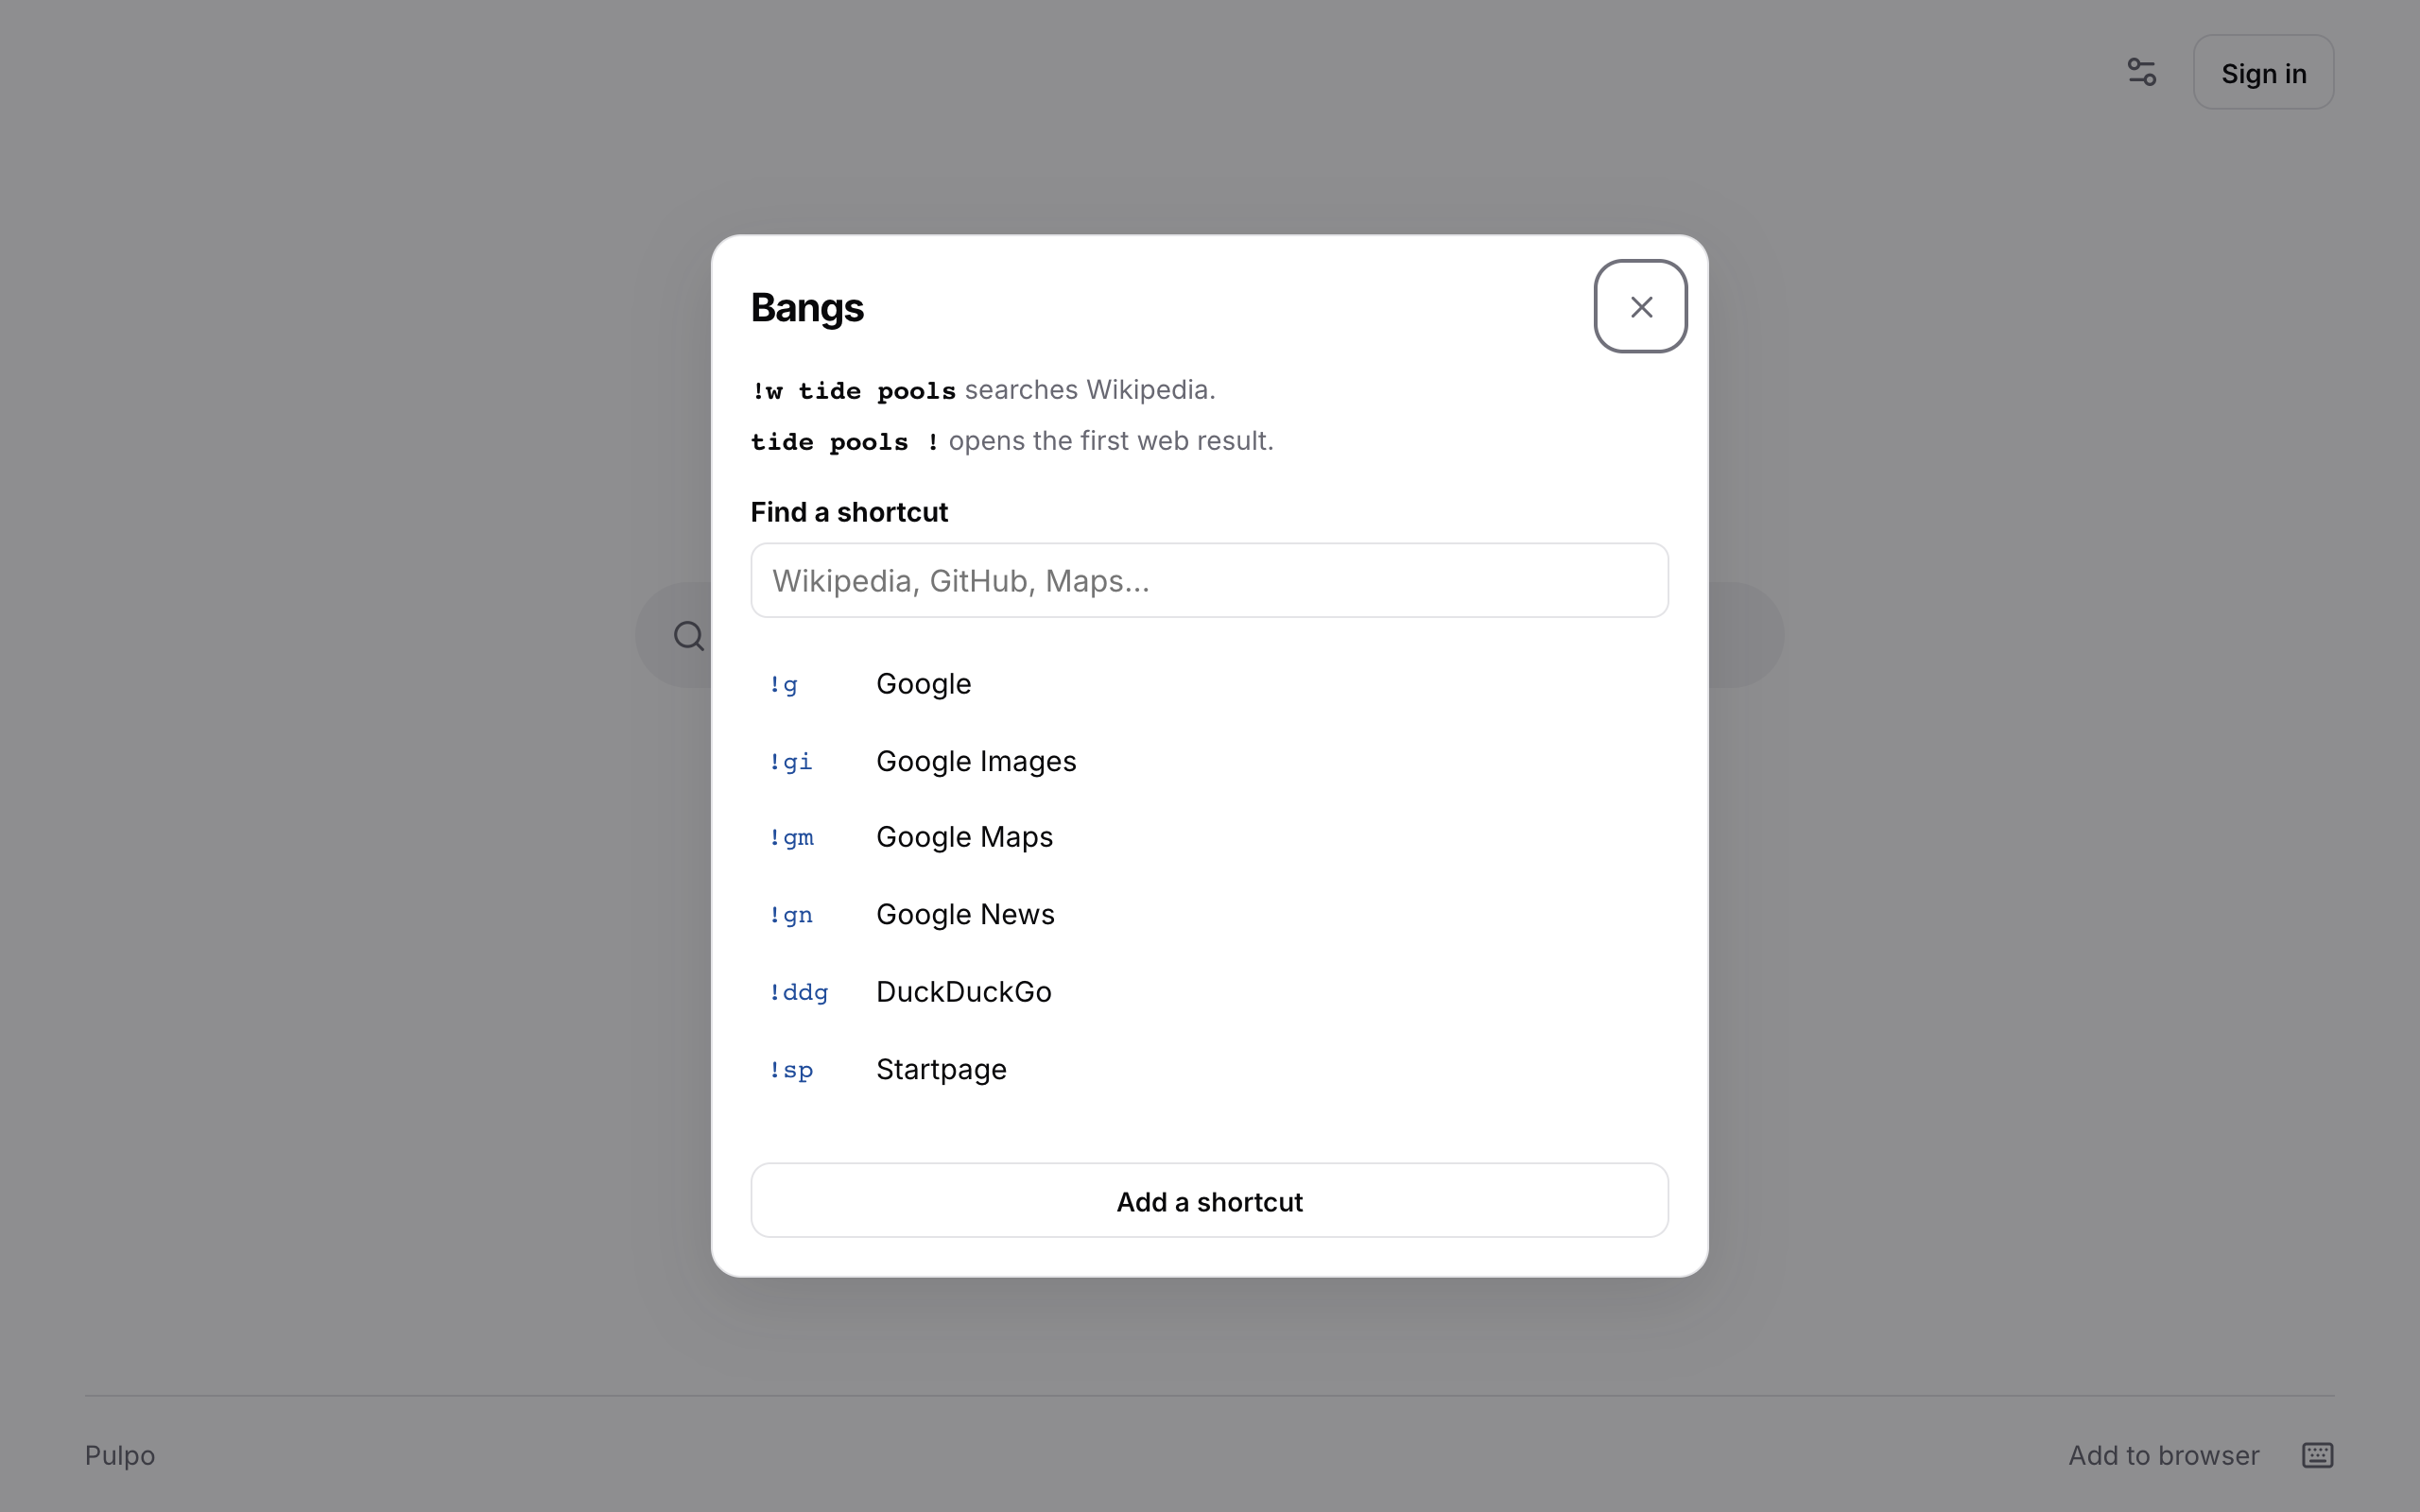 Sign in
Bangs
!w tide pools searches Wikipedia.
tide pools ! opens the first web result.
Find a shortcut
Wikipedia, GitHub, Maps...
!g Google
!gi Google Images
!gm Google Maps
!gn Google News
!ddg DuckDuckGo
!sp Startpage
Add a shortcut
Pulpo Add to browser